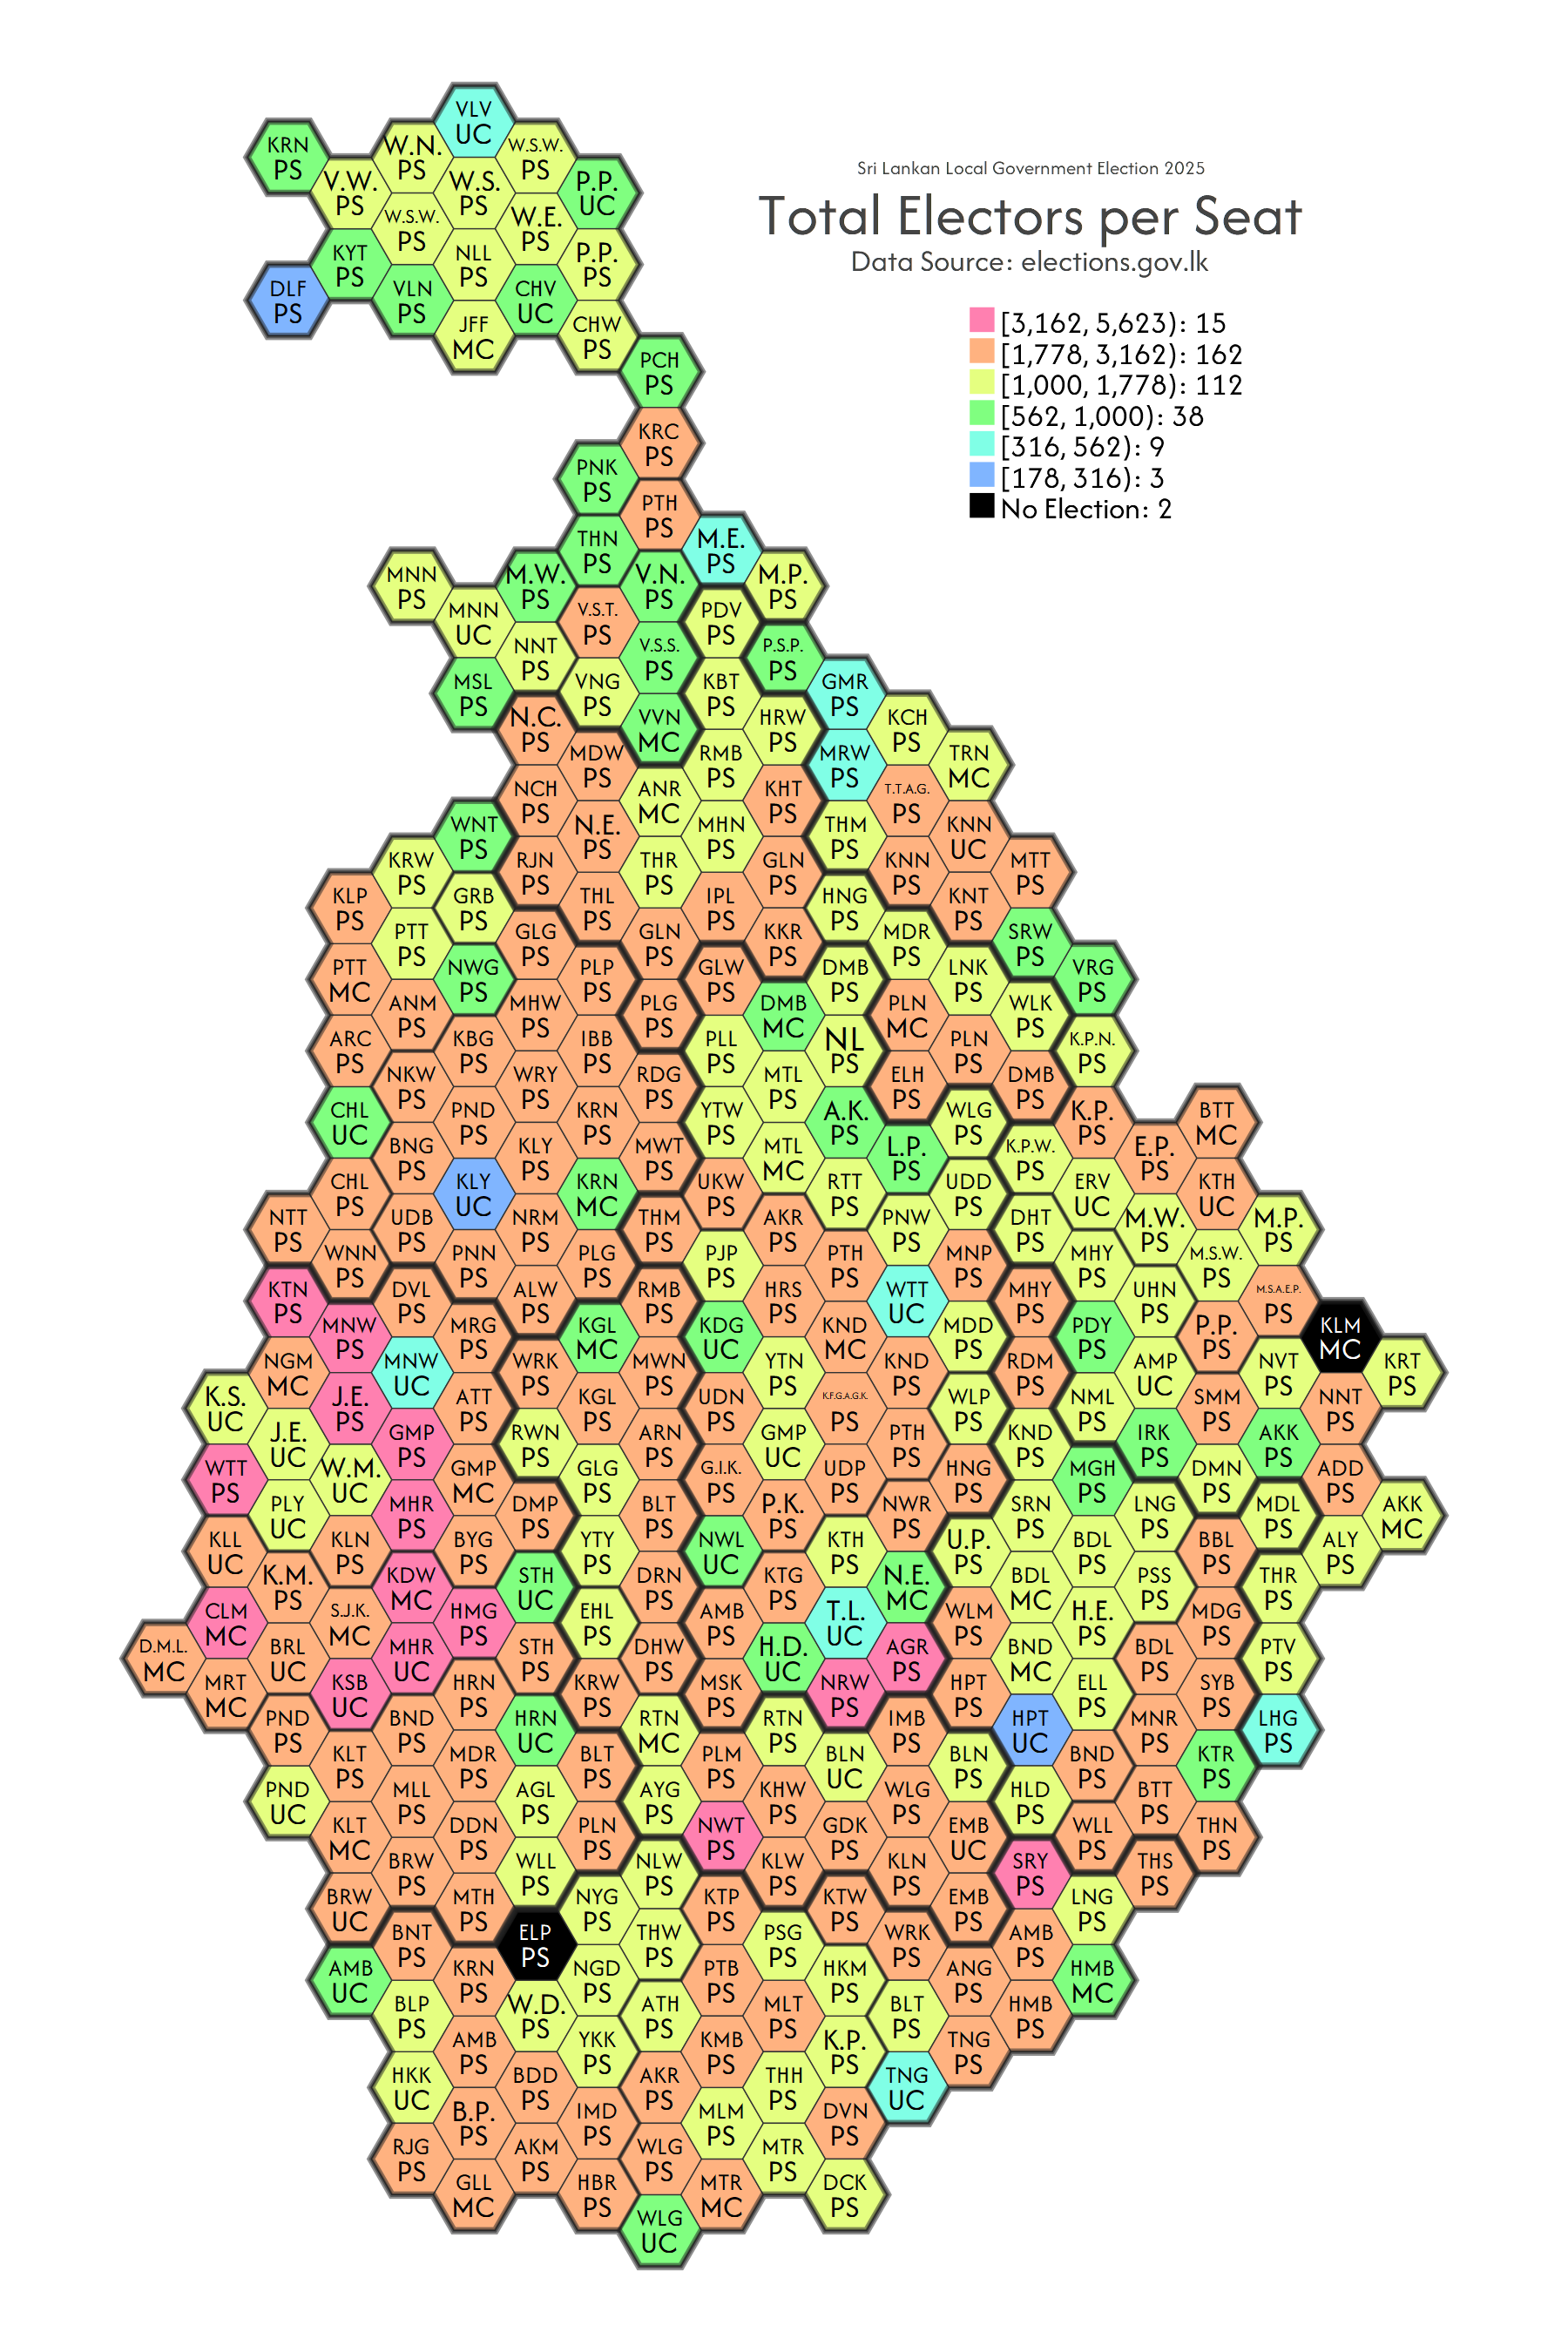 VLV
UC
KRN W.N. W.S.W.
PS PS PS
Sri Lankan Local Government Election 2025
Total Electors per Seat
Data Source: elections.gov.lk
V.W. W.S. P.P.
PS PS UC
W.S.W. W.E.
PS PS
KYT NLL P.P.
PS PS PS
DLF VLN CHV
PS PS UC
[3,162, 5,623): 15
[1,778, 3,162): 162
[1,000, 1,778): 112
[562, 1,000): 38
[316, 562): 9
[178, 316): 3
No Election: 2
JFF CHW
MC PS
PCH
PS
KRC
PS
PNK
PS
PTH
PS
THN M.E.
PS PS
MNN M.W. V.N. M.P.
PS PS PS PS
MNN V.S.T. PDV
UC PS PS
NNT V.S.S. P.S.P.
PS PS PS
MSL VNG KBT GMR
PS PS PS PS
N.C. VVN HRW KCH
PS MC PS PS
MDW RMB MRW TRN
PS PS PS MC
NCH ANR KHT T.T.A.G.
PS MC PS PS
WNT N.E. MHN THM KNN
PS PS PS PS UC
KRW RJN THR GLN KNN MTT
PS PS PS PS PS PS
KLP GRB THL IPL HNG KNT
PS PS PS PS PS PS
PTT GLG GLN KKR MDR SRW
PS PS PS PS PS PS
PTT NWG PLP GLW DMB LNK VRG
MC PS PS PS PS PS PS
ANM MHW PLG DMB PLN WLK
PS PS PS MC MC PS
ARC KBG IBB PLL NL PLN K.P.N.
PS PS PS PS PS PS PS
NKW WRY RDG MTL ELH DMB
PS PS PS PS PS PS
CHL PND KRN YTW A.K. WLG K.P. BTT
UC PS PS PS PS PS PS MC
BNG KLY MWT MTL L.P. K.P.W. E.P.
PS PS PS MC PS PS PS
CHL KLY KRN UKW RTT UDD ERV KTH
PS UC MC PS PS PS UC UC
NTT UDB NRM THM AKR PNW DHT M.W. M.P.
PS PS PS PS PS PS PS PS PS
WNN PNN PLG PJP PTH MNP MHY M.S.W.
PS PS PS PS PS PS PS PS
KTN DVL ALW RMB HRS WTT MHY UHN M.S.A.E.P.
PS PS PS PS PS UC PS PS PS
MNW MRG KGL KDG KND MDD PDY P.P. KLM
PS PS MC UC MC PS PS PS MC
NGM MNW WRK MWN YTN KND RDM AMP NVT KRT
MC UC PS PS PS PS PS UC PS PS
K.S. J.E. ATT KGL UDN K.F.G.A.G.K. WLP NML SMM NNT
UC PS PS PS PS PS PS PS PS PS
J.E. GMP RWN ARN GMP PTH KND IRK AKK
UC PS PS PS UC PS PS PS PS
WTT W.M. GMP GLG G.I.K. UDP HNG MGH DMN ADD
PS UC MC PS PS PS PS PS PS PS
PLY MHR DMP BLT P.K. NWR SRN LNG MDL AKK
UC PS PS PS PS PS PS PS PS MC
KLL KLN BYG YTY NWL KTH U.P. BDL BBL ALY
UC PS PS PS UC PS PS PS PS PS
K.M. KDW STH DRN KTG N.E. BDL PSS THR
PS MC UC PS PS MC MC PS PS
CLM S.J.K. HMG EHL AMB T.L. WLM H.E. MDG
MC MC PS PS PS UC PS PS PS
D.M.L. BRL MHR STH DHW H.D. AGR BND BDL PTV
MC UC UC PS PS UC PS MC PS PS
MRT KSB HRN KRW MSK NRW HPT ELL SYB
MC UC PS PS PS PS PS PS PS
PND BND HRN RTN RTN IMB HPT MNR LHG
PS PS UC MC PS PS UC PS PS
KLT MDR BLT PLM BLN BLN BND KTR
PS PS PS PS UC PS PS PS
PND MLL AGL AYG KHW WLG HLD BTT
UC PS PS PS PS PS PS PS
KLT DDN PLN NWT GDK EMB WLL THN
MC PS PS PS PS UC PS PS
BRW WLL NLW KLW KLN SRY THS
PS PS PS PS PS PS PS
BRW MTH NYG KTP KTW EMB LNG
UC PS PS PS PS PS PS
BNT ELP THW PSG WRK AMB
PS PS PS PS PS PS
AMB KRN NGD PTB HKM ANG HMB
UC PS PS PS PS PS MC
BLP W.D. ATH MLT BLT HMB
PS PS PS PS PS PS
AMB YKK KMB K.P. TNG
PS PS PS PS PS
HKK BDD AKR THH TNG
UC PS PS PS UC
B.P. IMD MLM DVN
PS PS PS PS
RJG AKM WLG MTR
PS PS PS PS
GLL HBR MTR DCK
MC PS MC PS
WLG
UC